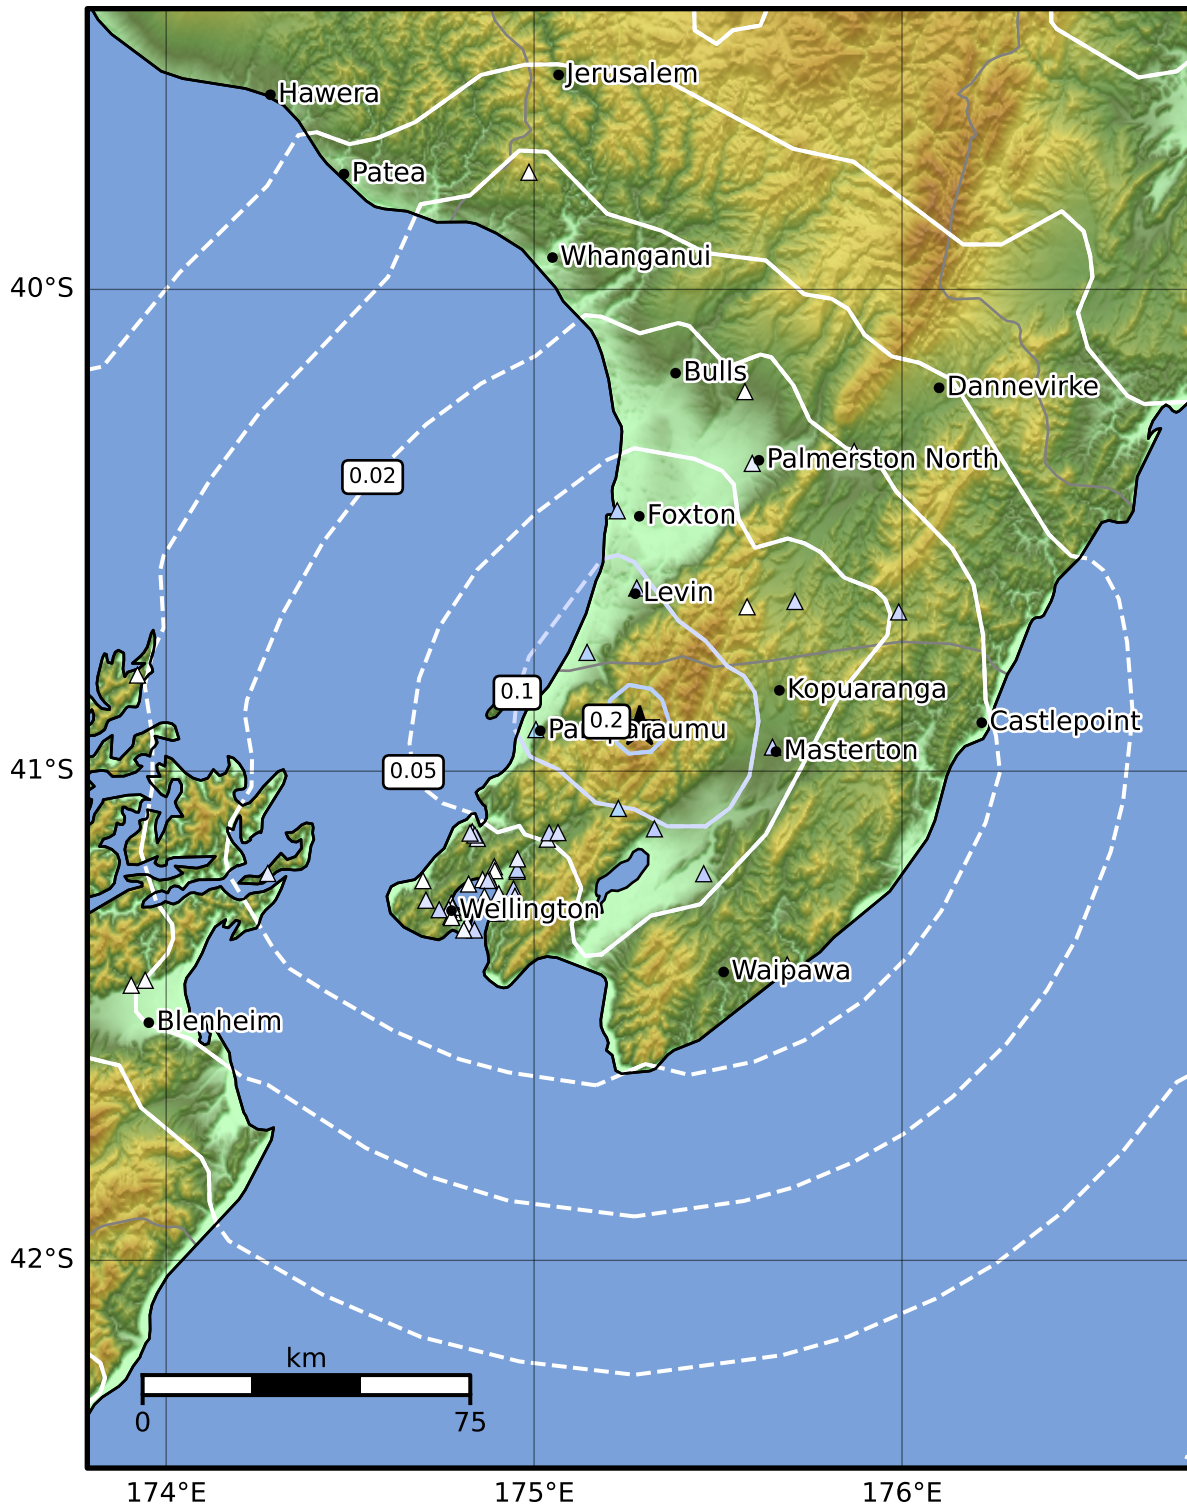 Jerusalem
Hawera
Patea
Whanganui
40°S
Bulls
Dannevirke
Palmerston North
0.02
Foxton
Levin
Kopuaranga
0.1
0.2
Castlepoint
Paraparaumu
Masterton
41°S
0.05
Wellington
Waipawa
Blenheim
42°S
km
0
75
174°E
175°E
176°E